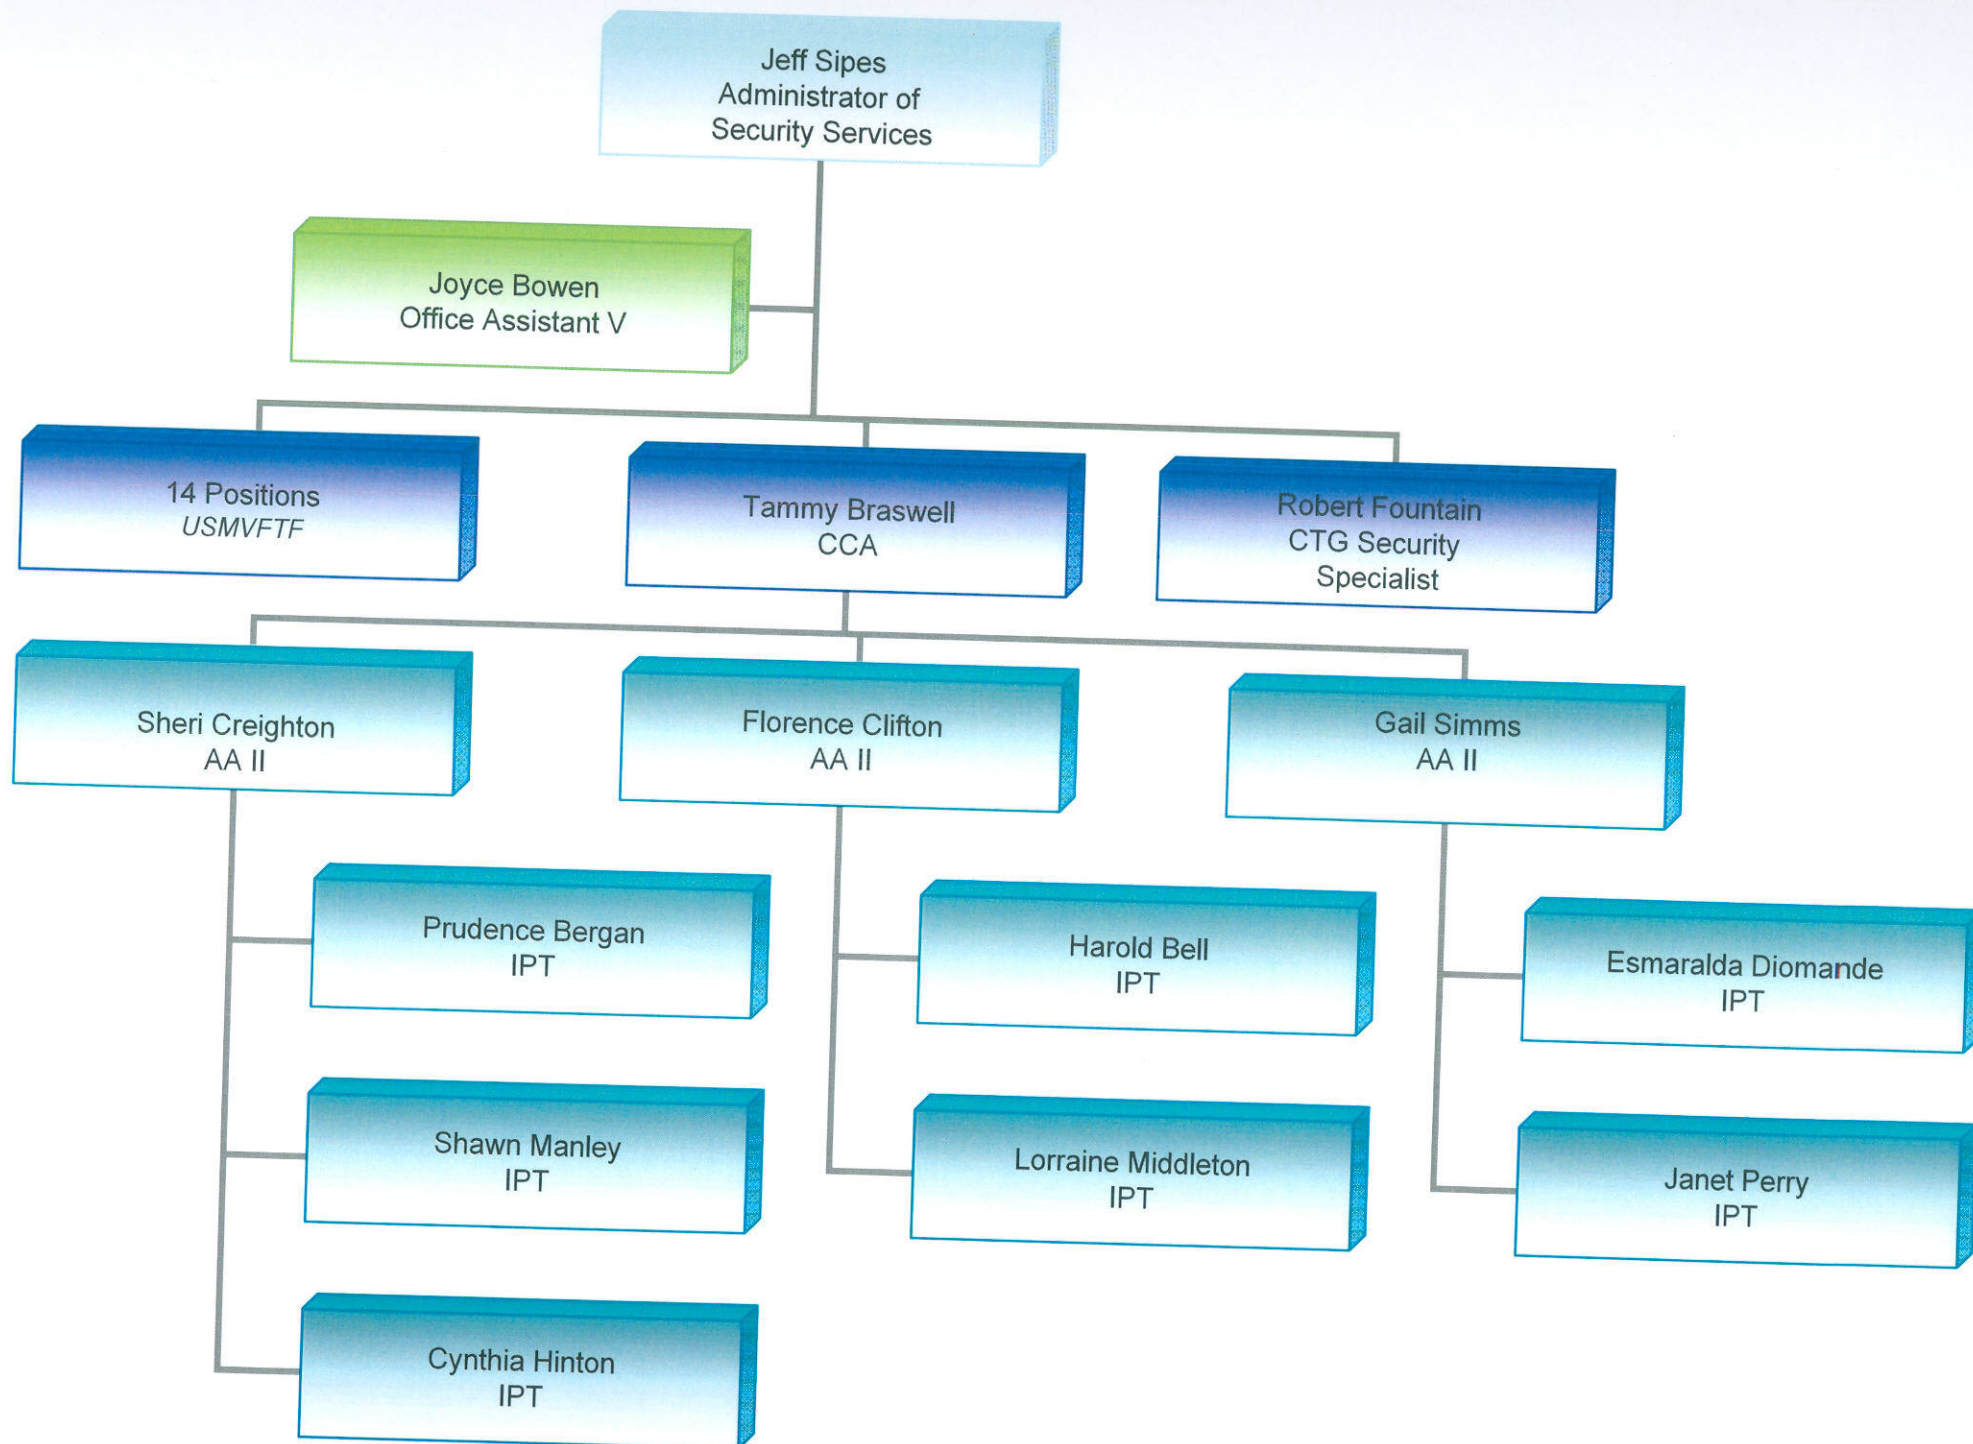 Jeff Sipes
Administrator of
Security Services
Joyce Bowen
Office Assistant V
14 Positions
USMVFTF
Tammy Braswell
CCA
Robert Fountain
CTG Security
Specialist
Sheri Creighton
AA II
Florence Clifton
AA II
Gail Simms
AA II
Prudence Bergan
IPT
Harold Bell
IPT
Esmaralda Diomande
IPT
Shawn Manley
IPT
Lorraine Middleton
IPT
Janet Perry
IPT
Cynthia Hinton
IPT